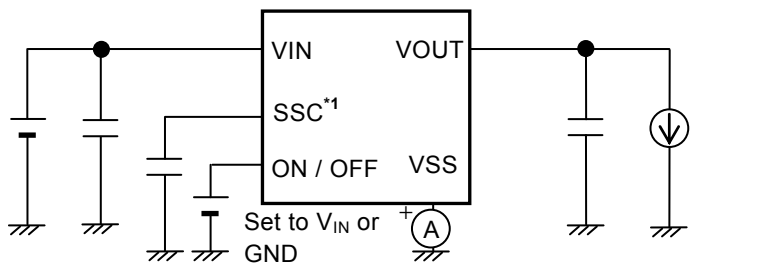 VIN VOUT
SSC*1
ON / OFF VSS
Set to VIN or
GND
+
A